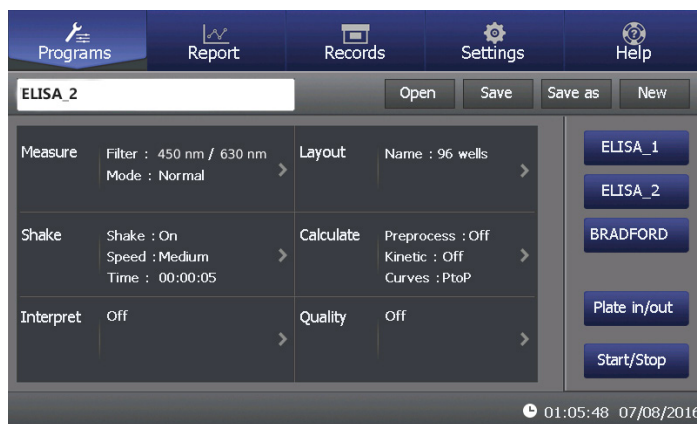 Programs Report Records Settings Help
ELISA_2 Open Save Save as New
Measure Filter : 450 nm / 630 nm
Mode : Normal
Layout Name : 96 wells
ELISA_1
ELISA_2
Shake Shake : On
Speed : Medium
Time : 00:00:05
Calculate Preprocess : Off
Kinetic : Off
Curves : PtoP
BRADFORD
Interpret Off
Quality Off
Plate in/out
Start/Stop
01:05:48 07/08/2016